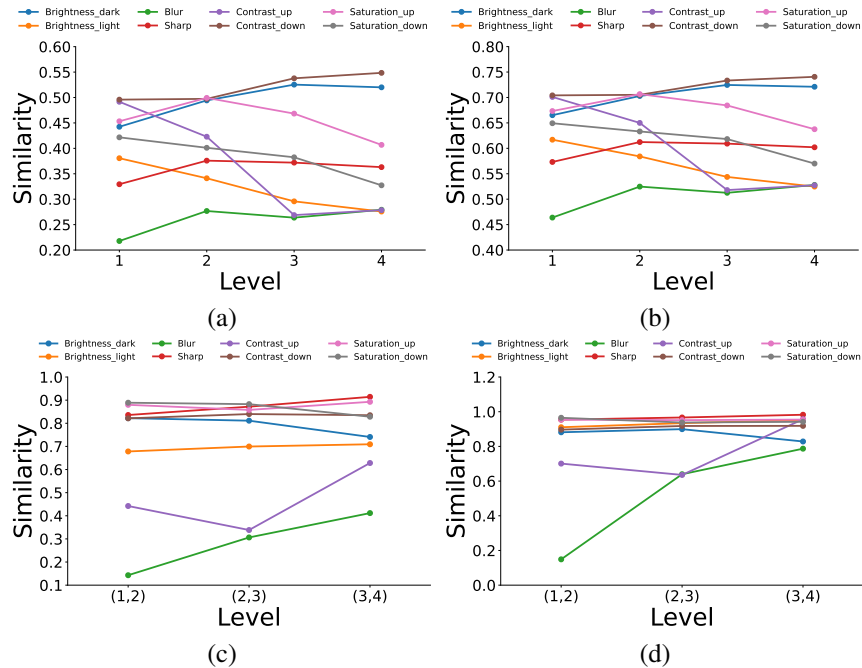 Brightness_dark Blur Contrast_up Saturation_up
Brightness_light Sharp Contrast_down Saturation_down
0.60
0.55
0.50
0.45
0.40
0.35
0.30
0.25
0.20
Similarity
1 2 3 4
Level
(a)
Brightness_dark Blur Contrast_up Saturation_up
Brightness_light Sharp Contrast_down Saturation_down
0.80
0.75
0.70
0.65
0.60
0.55
0.50
0.45
0.40
Similarity
1 2 3 4
Level
(b)
Brightness_dark Blur Contrast_up Saturation_up
Brightness_light Sharp Contrast_down Saturation_down
1.0
0.9
0.8
0.7
0.6
0.5
0.4
0.3
0.2
0.1
Similarity
(1,2) (2,3) (3,4)
Level
(c)
Brightness_dark Blur Contrast_up Saturation_up
Brightness_light Sharp Contrast_down Saturation_down
1.2
1.0
0.8
0.6
0.4
0.2
0.0
Similarity
(1,2) (2,3) (3,4)
Level
(d)